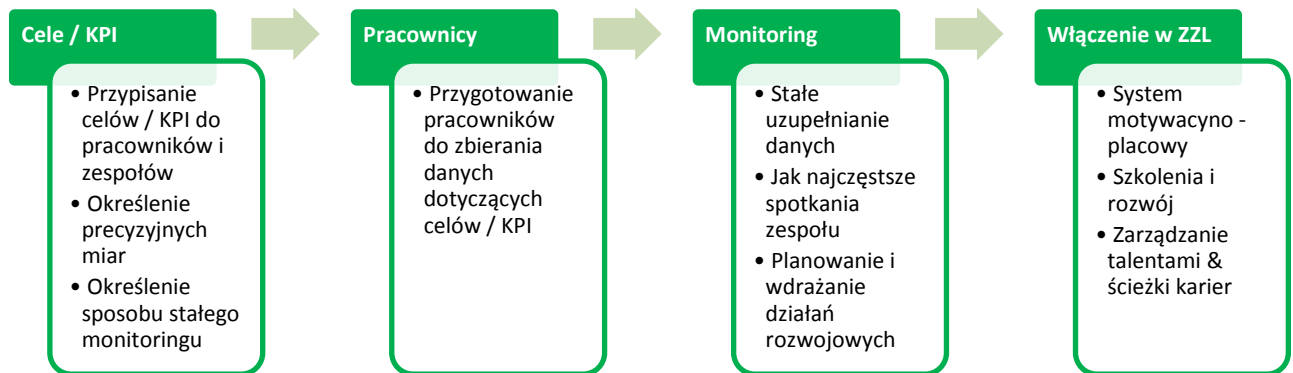 Cele / KPI
• Przypisanie
celów / KPI do
pracowników i
zespołów
• Określenie
precyzyjnych
miar
• Określenie
sposobu stałego
monitoringu
Pracownicy
• Przygotowanie
pracowników
do zbierania
danych
dotyczących
celów / KPI
Monitoring
• Stałe
uzupełnianie
danych
• Jak najczęstsze
spotkania
zespołu
• Planowanie i
wdrażanie
działań
rozwojowych
Włączenie w ZZL
• System
motywacyno -
placowy
• Szkolenia i
rozwój
• Zarządzanie
talentami &
ścieżki karier